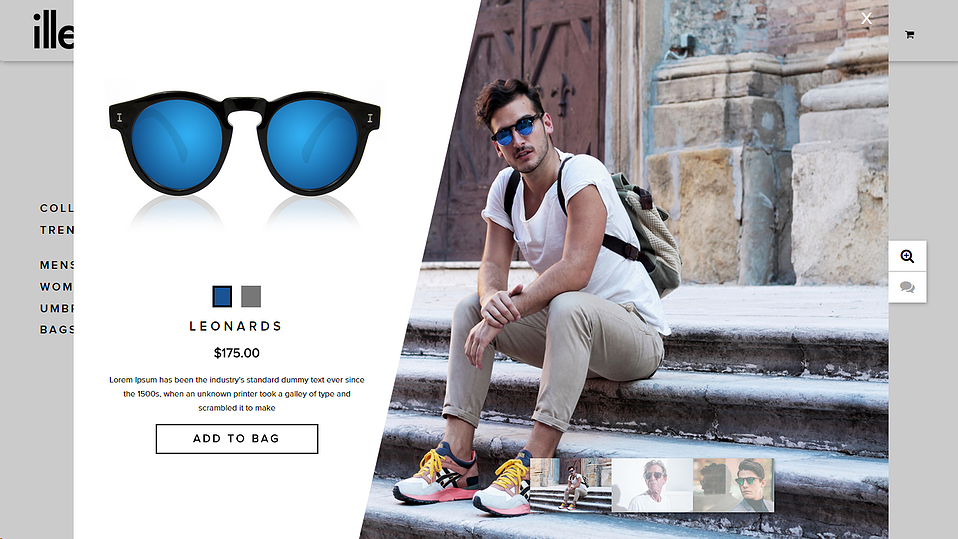 ille
X
COLL
TREN
MENS
WOM
UMBR
BAGS
LEONARDS
$175.00
Lorem Ipsum has been the industry's standard dummy text ever since
the 1500s, when an unknown printer took a galley of type and
scrambled it to make
ADD TO BAG